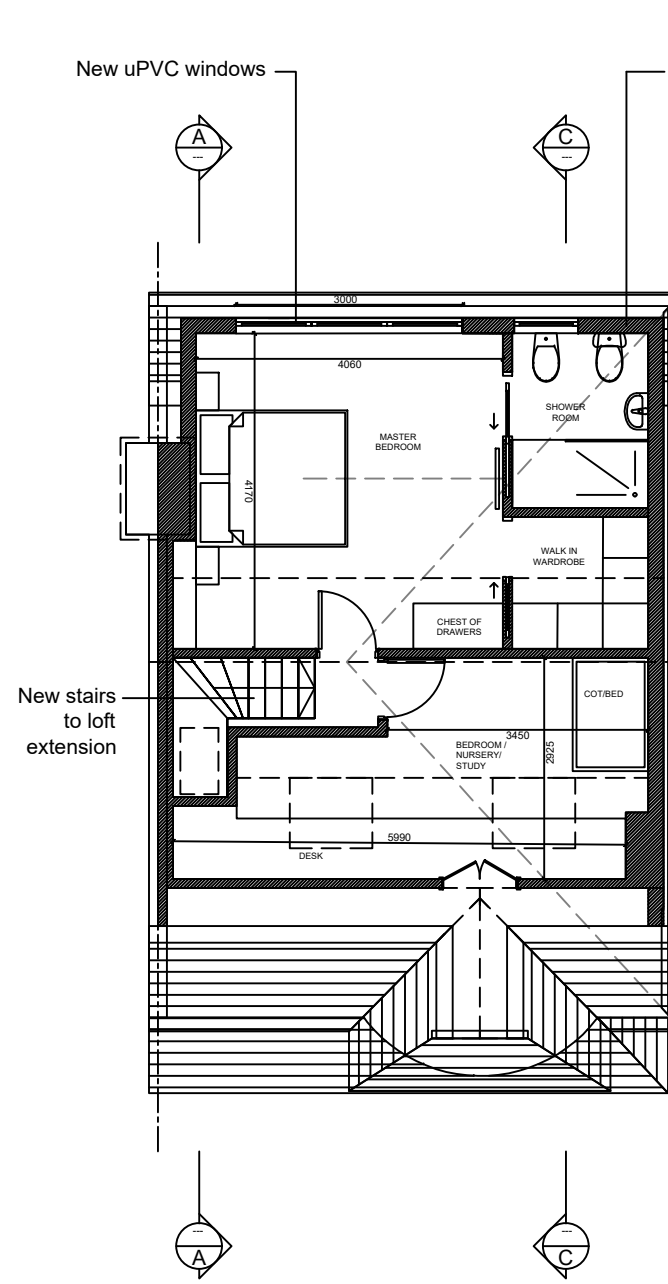 New uPVC windows
A
---
C
---
3000
4060
MASTER
BEDROOM
SHOWER
ROOM
4170
WALK IN
WARDROBE
CHEST OF
DRAWERS
New stairs
to loft
extension
COT/BED
3450
BEDROOM /
NURSERY/
STUDY
2925
5990
DESK
---
A
---
C